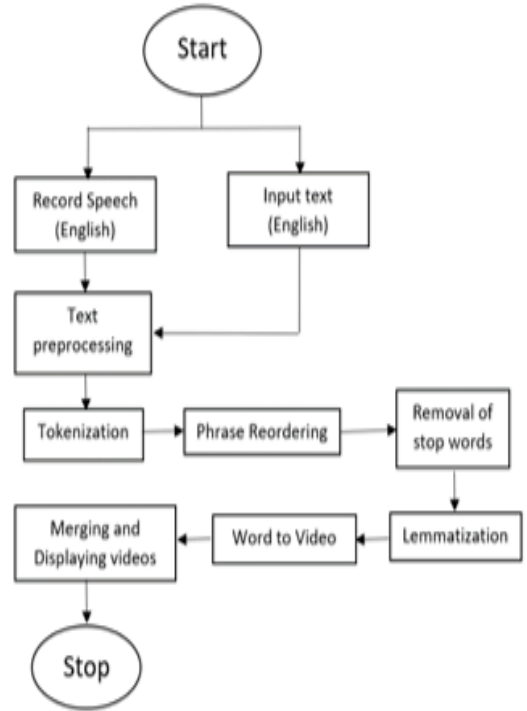 Start
Record Speech
(English)
Input text
(English)
Text
preprocessing
Tokenization
Phrase Reordering
Removal of
stop words
Lemmatization
Word to Video
Merging and
Displaying videos
Stop